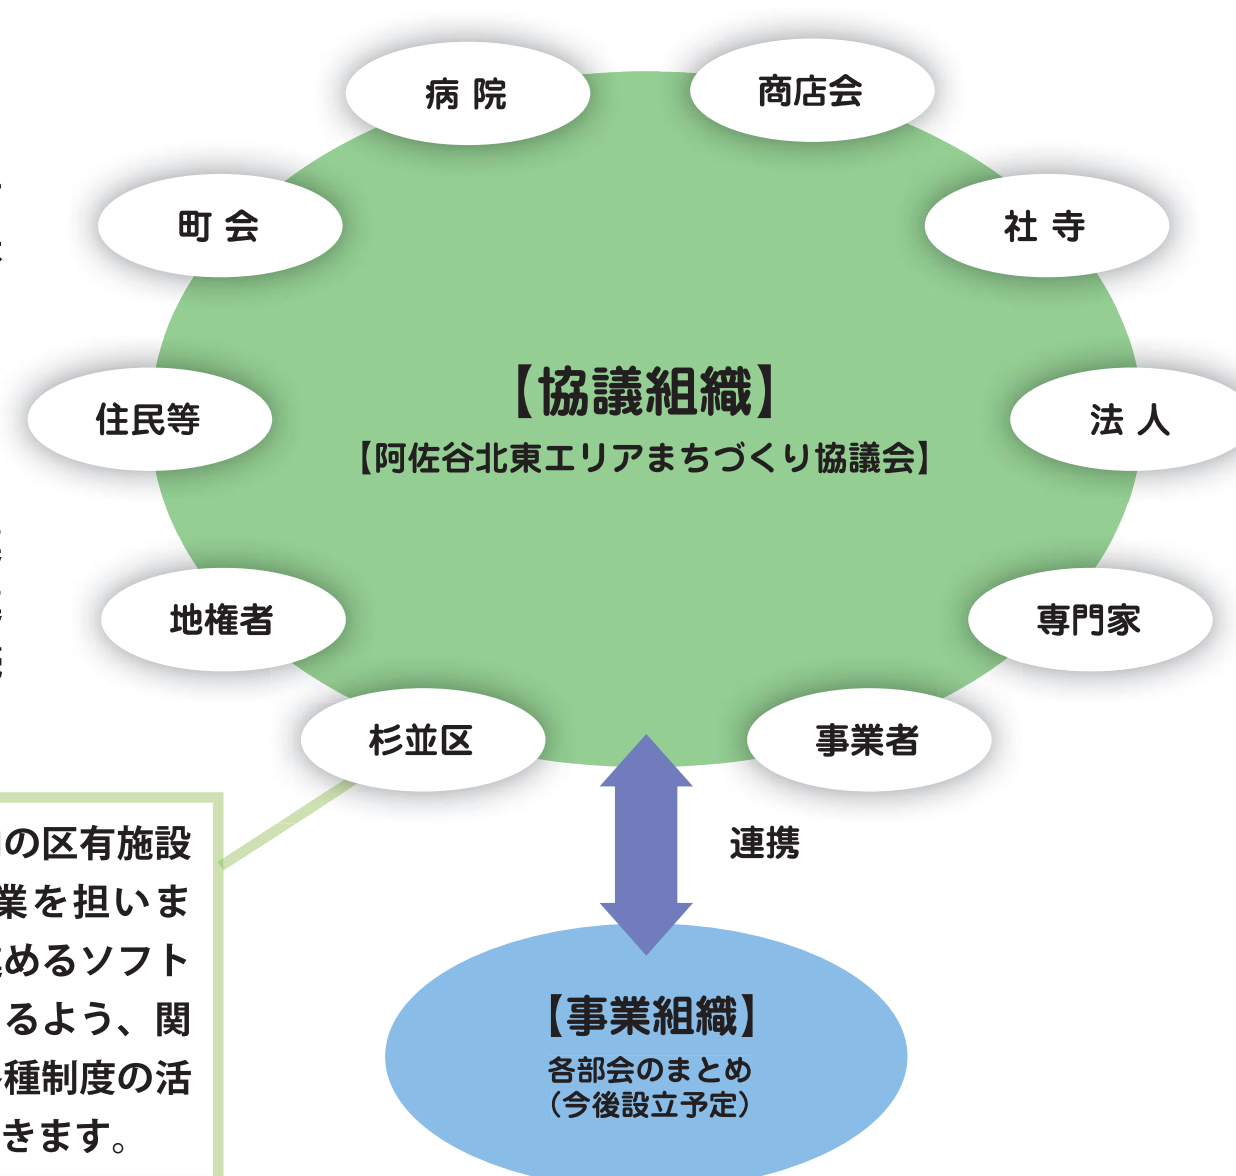 病院
商店会
町会
社寺
【協議組織】
【阿佐谷北東エリアまちづくり協議会】
住民等
法人
地権者
専門家
杉並区
事業者
連携
の区有施設
業を担いま
めるソフト
るよう、関
種制度の活
きます。
【事業組織】
各部会のまとめ
（今後設立予定）